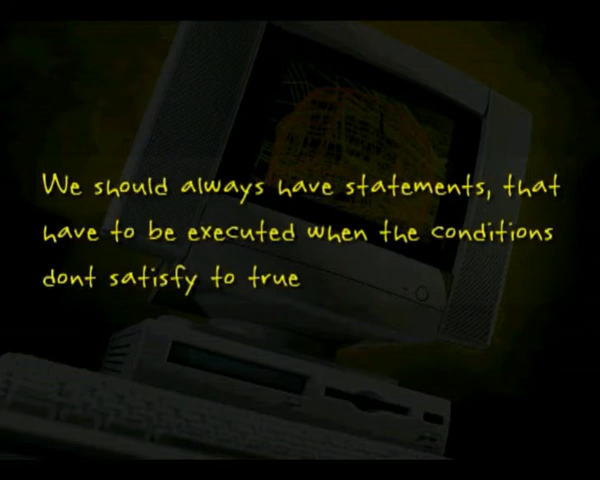 We should always have statements, that
have to be executed when the conditions
dont satisfy to true